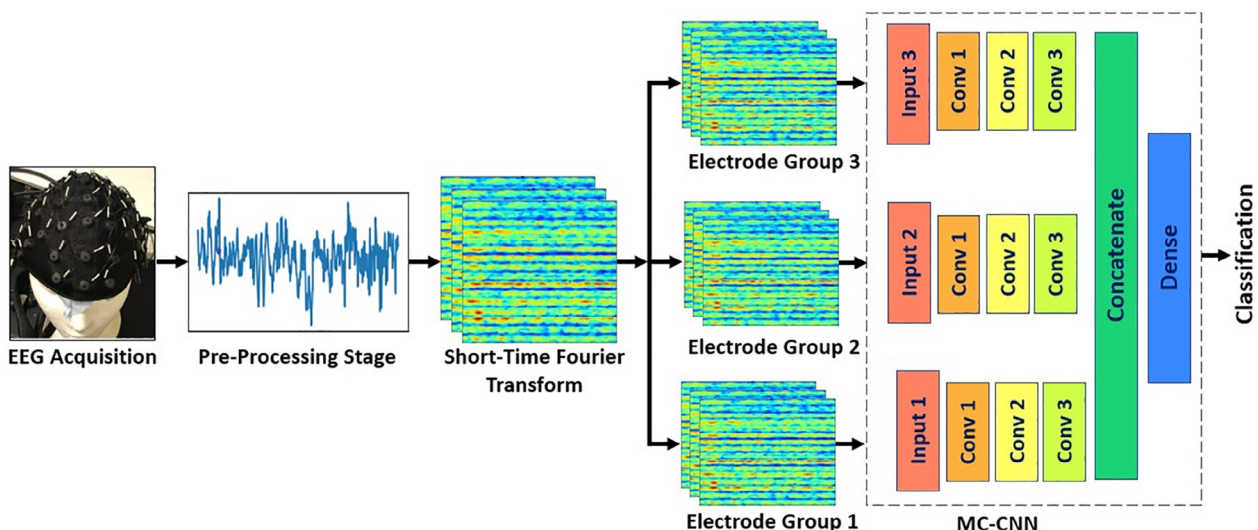 EEG Acquisition
Pre-Processing Stage
Short-Time Fourier
Transform
Electrode Group 3
Electrode Group 2
Electrode Group 1
Input 3
Conv 1
Conv 2
Conv 3
Input 2
Conv 1
Conv 2
Conv 3
Input 1
Conv 1
Conv 2
Conv 3
Concatenate
Dense
MC-CNN
Classification